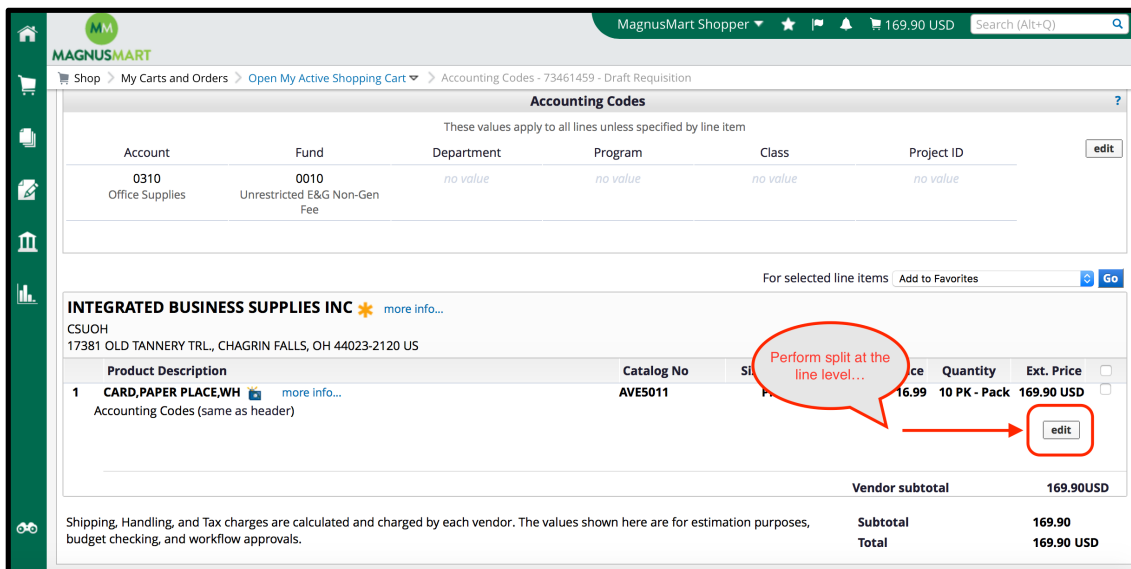 MM
MAGNUSMART
MagnusMart Shopper 169.90 USD Search (Alt+Q)
Shop > My Carts and Orders > Open My Active Shopping Cart > Accounting Codes - 73461459 - Draft Requisition
Accounting Codes ?
These values apply to all lines unless specified by line item
Account Fund Department Program Class Project ID edit
0310 0010 no value no value no value no value
Office Supplies Unrestricted E&G Non-Gen
Fee
For selected line items Add to Favorites Go
INTEGRATED BUSINESS SUPPLIES INC more info...
CSUOH
17381 OLD TANNERY TRL., CHAGRIN FALLS, OH 44023-2120 US
Perform split at the
line level…
Product Description Catalog No Quantity Ext. Price
1 CARD,PAPER PLACE,WH more info... AVE5011 16.99 10 PK - Pack 169.90 USD
Accounting Codes (same as header)
edit
Vendor subtotal 169.90USD
Shipping, Handling, and Tax charges are calculated and charged by each vendor. The values shown here are for estimation purposes, Subtotal 169.90
budget checking, and workflow approvals. Total 169.90 USD